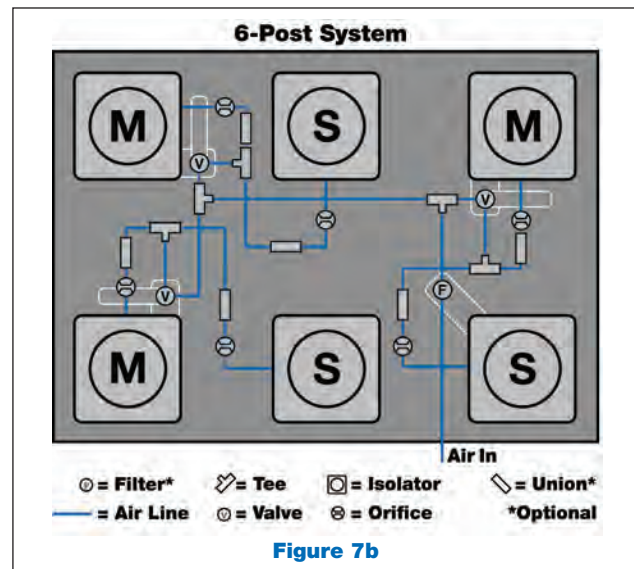 6-Post System
M S M
V
V
F
V
M S S
Air In
= Filter* = Tee = Isolator = Union*
= Air Line V = Valve = Orifice *Optional
Figure 7b